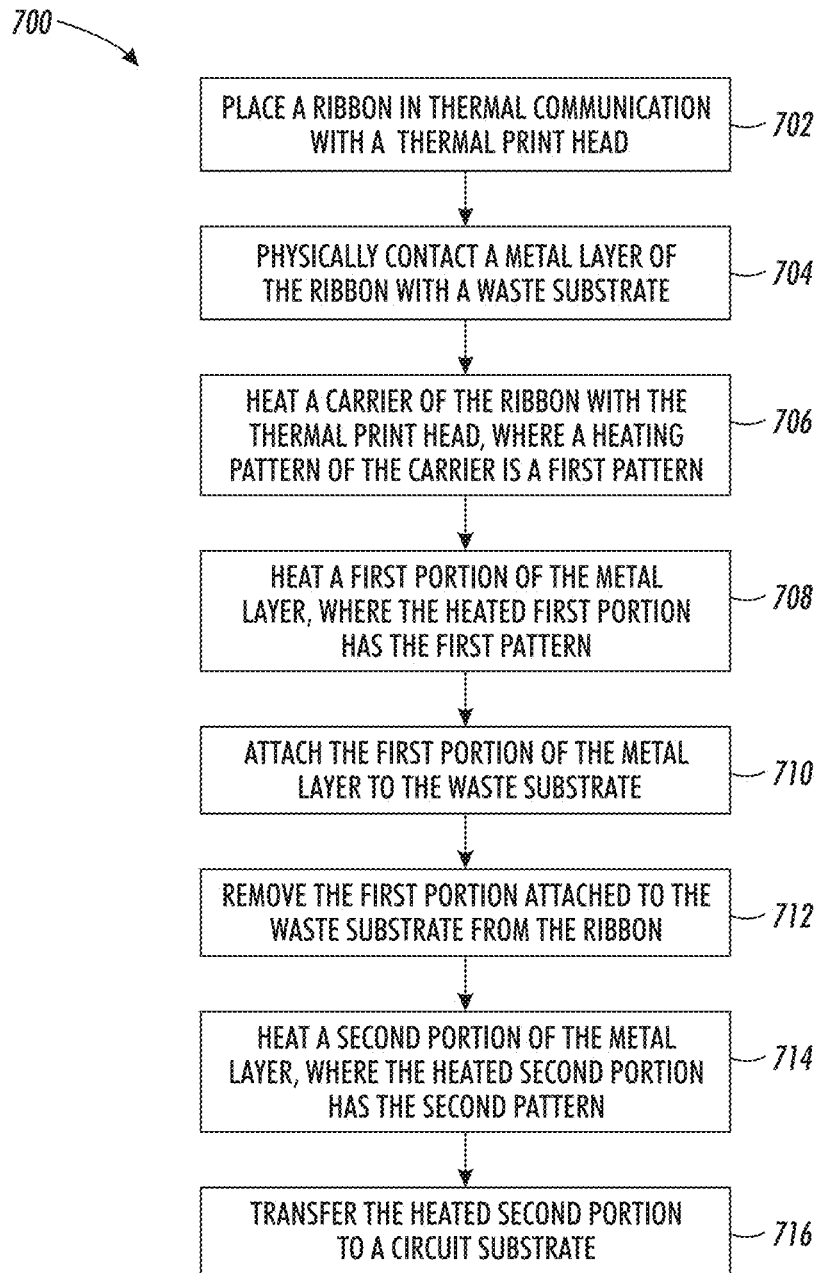 700
PLACE A RIBBON IN THERMAL COMMUNICATION
WITH A THERMAL PRINT HEAD
702
PHYSICALLY CONTACT A METAL LAYER OF
THE RIBBON WITH A WASTE SUBSTRATE
704
HEAT A CARRIER OF THE RIBBON WITH THE
THERMAL PRINT HEAD, WHERE A HEATING
PATTERN OF THE CARRIER IS A FIRST PATTERN
706
HEAT A FIRST PORTION OF THE METAL
LAYER, WHERE THE HEATED FIRST PORTION
HAS THE FIRST PATTERN
708
ATTACH THE FIRST PORTION OF THE METAL
LAYER TO THE WASTE SUBSTRATE
710
REMOVE THE FIRST PORTION ATTACHED TO THE
WASTE SUBSTRATE FROM THE RIBBON
712
HEAT A SECOND PORTION OF THE METAL
LAYER, WHERE THE HEATED SECOND PORTION
HAS THE SECOND PATTERN
714
TRANSFER THE HEATED SECOND PORTION
TO A CIRCUIT SUBSTRATE
716